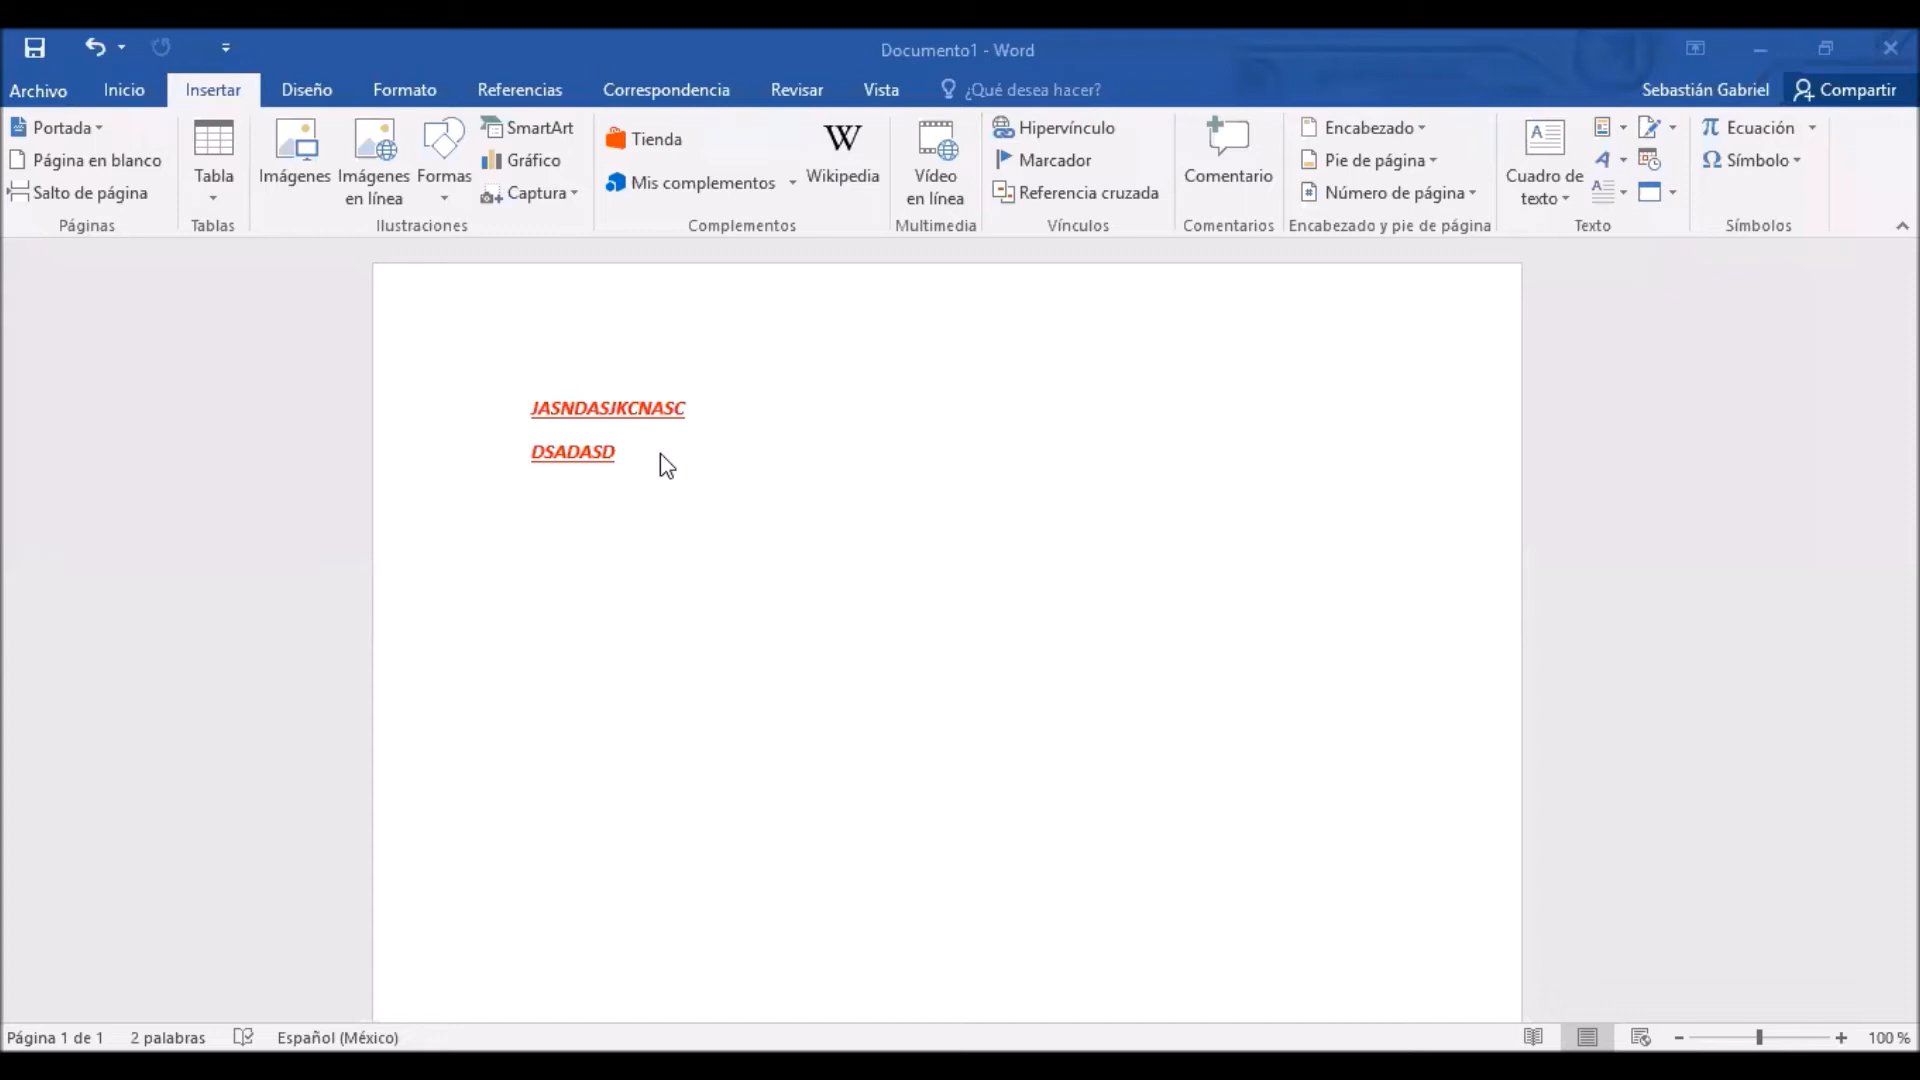 Documento1 - Word
Archivo
Inicio
Insertar
Diseño
Formato
Referencias
Correspondencia
Revisar
Vista
¿Qué desea hacer?
Sebastián Gabriel
Compartir
Portada
Página en blanco
Salto de página
Páginas
Tabla
Tablas
Imágenes
Imágenes
en línea
Formas
SmartArt
Gráfico
Captura
Ilustraciones
Tienda
Mis complementos
W
Wikipedia
Complementos
Vídeo
en línea
Multimedia
Hipervínculo
Marcador
Referencia cruzada
Vínculos
Comentario
Comentarios
Encabezado
Pie de página
Número de página
Encabezado y pie de página
Cuadro de
texto
Texto
π Ecuación
Ω Símbolo
Símbolos
JASNDASJKCNASC
DSADASD
Página 1 de 1
2 palabras
Español (México)
100 %